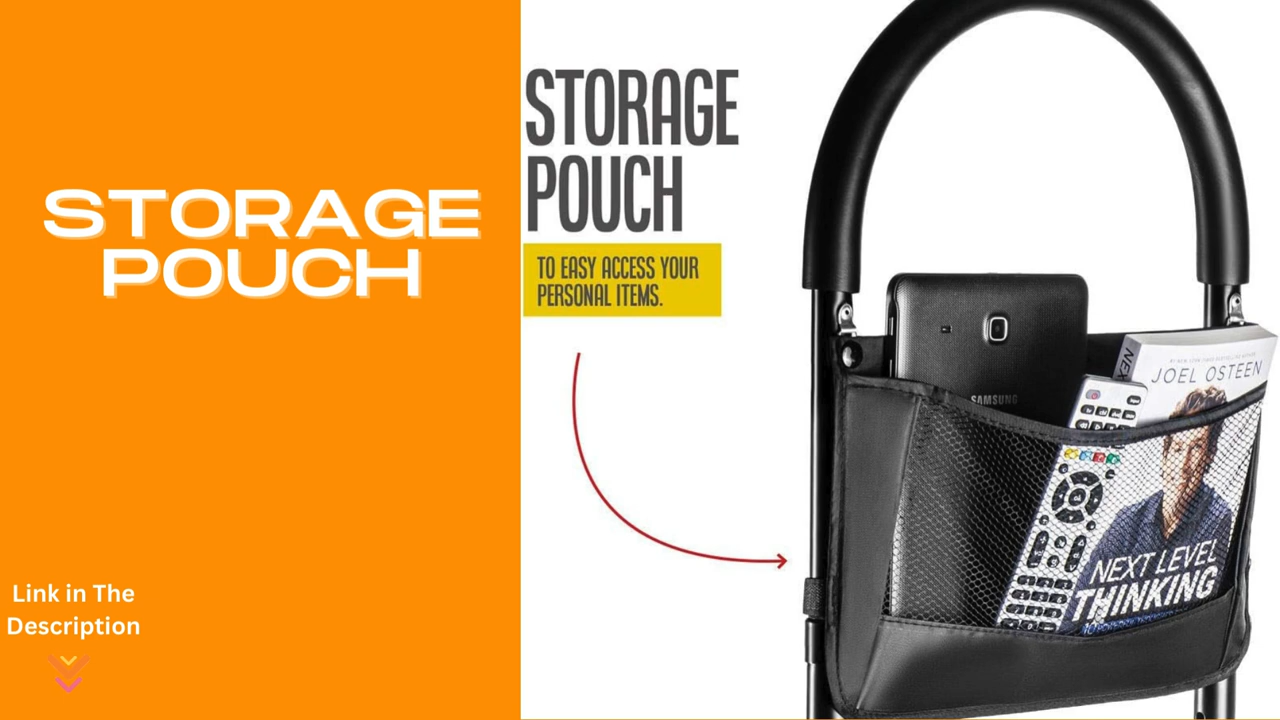 STORAGE
POUCH
Link in The
Description
STORAGE
POUCH
TO EASY ACCESS YOUR
PERSONAL ITEMS.
SAMSUNG
NEX
JOEL OSTEEN
NEXT LEVEL
THINKING